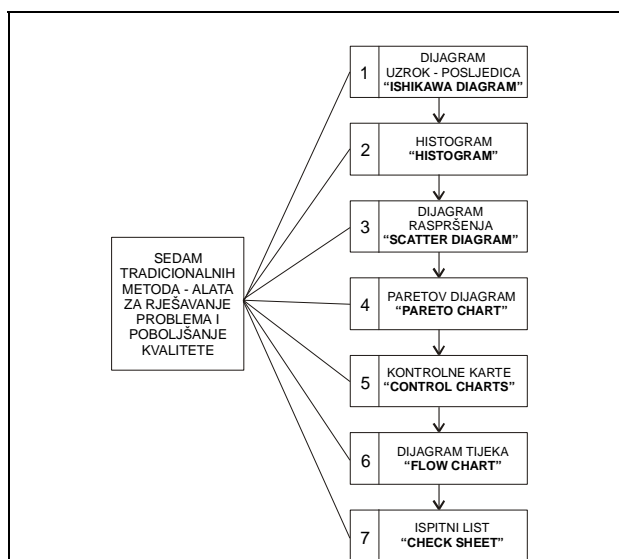 SEDAM
TRADICIONALNIH
METODA - ALATA
ZA RJEŠAVANJE
PROBLEMA I
POBOLJŠANJE
KVALITETE
1
DIJAGRAM
UZROK - POSLJEDICA
“ISHIKAWA DIAGRAM”
2
HISTOGRAM
“HISTOGRAM”
3
DIJAGRAM
RASPRŠENJA
“SCATTER DIAGRAM”
4
PARETOV DIJAGRAM
“PARETO CHART”
5
KONTROLNE KARTE
“CONTROL CHARTS”
6
DIJAGRAM TIJEKA
“FLOW CHART”
7
ISPITNI LIST
“CHECK SHEET”